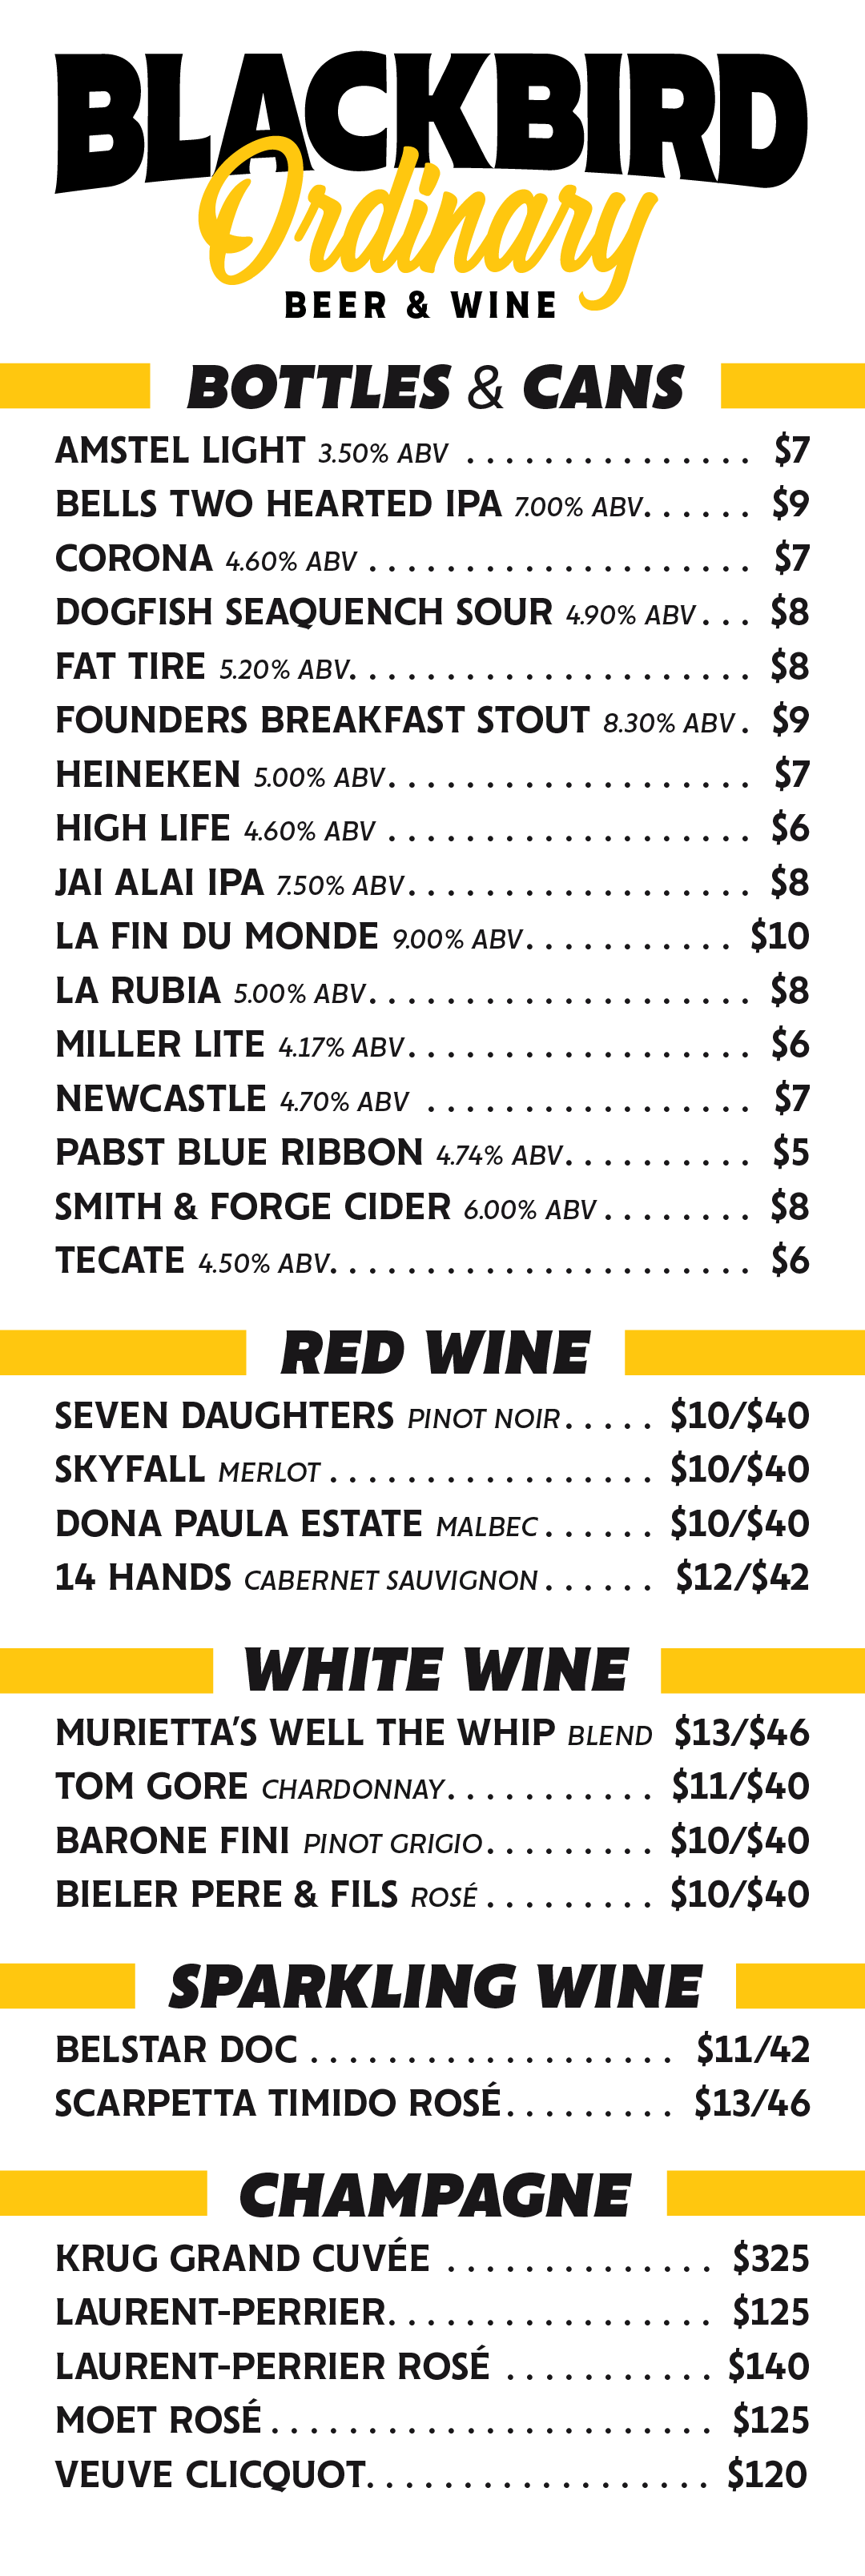 BLACKBIRD
Ordinary
BEER & WINE
BOTTLES & CANS
AMSTEL LIGHT 3.50% ABV . . . . . . . . . . . . . . . $7
BELLS TWO HEARTED IPA 7.00% ABV. . . . . . $9
CORONA 4.60% ABV . . . . . . . . . . . . . . . . . . . . $7
DOGFISH SEAQUENCH SOUR 4.90% ABV . . . $8
FAT TIRE 5.20% ABV. . . . . . . . . . . . . . . . . . . . . $8
FOUNDERS BREAKFAST STOUT 8.30% ABV . $9
HEINEKEN 5.00% ABV. . . . . . . . . . . . . . . . . . . $7
HIGH LIFE 4.60% ABV . . . . . . . . . . . . . . . . . . . $6
JAI ALAI IPA 7.50% ABV. . . . . . . . . . . . . . . . . . $8
LA FIN DU MONDE 9.00% ABV. . . . . . . . . . . $10
LA RUBIA 5.00% ABV. . . . . . . . . . . . . . . . . . . . $8
MILLER LITE 4.17% ABV. . . . . . . . . . . . . . . . . . $6
NEWCASTLE 4.70% ABV . . . . . . . . . . . . . . . . . $7
PABST BLUE RIBBON 4.74% ABV. . . . . . . . . . $5
SMITH & FORGE CIDER 6.00% ABV . . . . . . . . $8
TECATE 4.50% ABV. . . . . . . . . . . . . . . . . . . . . . $6
RED WINE
SEVEN DAUGHTERS PINOT NOIR. . . . . $10/$40
SKYFALL MERLOT . . . . . . . . . . . . . . . . . $10/$40
DONA PAULA ESTATE MALBEC . . . . . . $10/$40
14 HANDS CABERNET SAUVIGNON . . . . . . $12/$42
WHITE WINE
MURIETTA'S WELL THE WHIP BLEND $13/$46
TOM GORE CHARDONNAY. . . . . . . . . . . $11/$40
BARONE FINI PINOT GRIGIO. . . . . . . . . $10/$40
BIELER PERE & FILS ROSÉ . . . . . . . . . $10/$40
SPARKLING WINE
BELSTAR DOC . . . . . . . . . . . . . . . . . . . $11/42
SCARPETTA TIMIDO ROSÉ. . . . . . . . . $13/46
CHAMPAGNE
KRUG GRAND CUVÉE . . . . . . . . . . . . . . $325
LAURENT-PERRIER. . . . . . . . . . . . . . . . . $125
LAURENT-PERRIER ROSÉ . . . . . . . . . . . $140
MOET ROSÉ . . . . . . . . . . . . . . . . . . . . . . . $125
VEUVE CLICQUOT. . . . . . . . . . . . . . . . . . $120